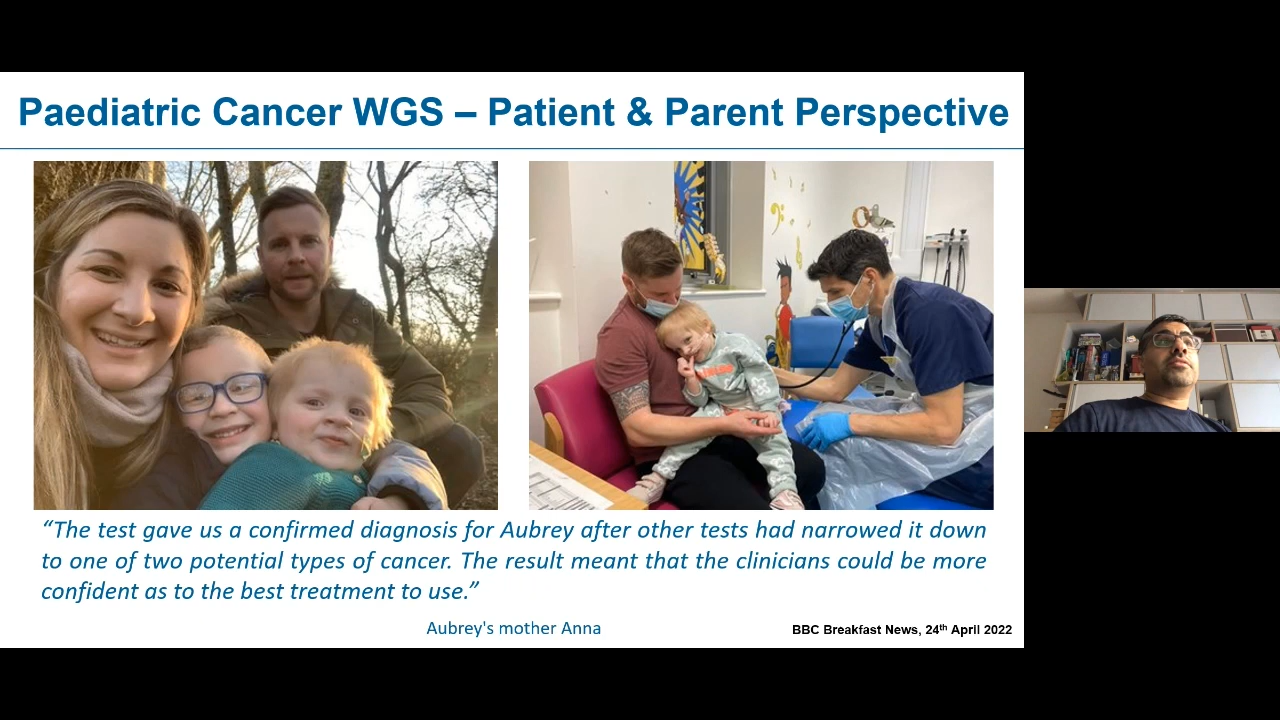 Paediatric Cancer WGS – Patient & Parent Perspective
“The test gave us a confirmed diagnosis for Aubrey after other tests had narrowed it down
to one of two potential types of cancer. The result meant that the clinicians could be more
confident as to the best treatment to use.”
Aubrey's mother Anna
BBC Breakfast News, 24th April 2022